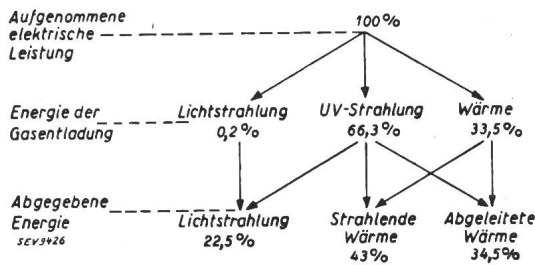 Aufgenommene
elektrische
Leistung
100%
Energie der
Gasentladung
Lichtstrahlung
0,2%
UV-Strahlung
66,3%
Wärme
33,5%
Abgegebene
Energie
SEV9426
Lichtstrahlung
22,5%
Strahlende
Wärme
43%
Abgeleitete
Wärme
34,5%